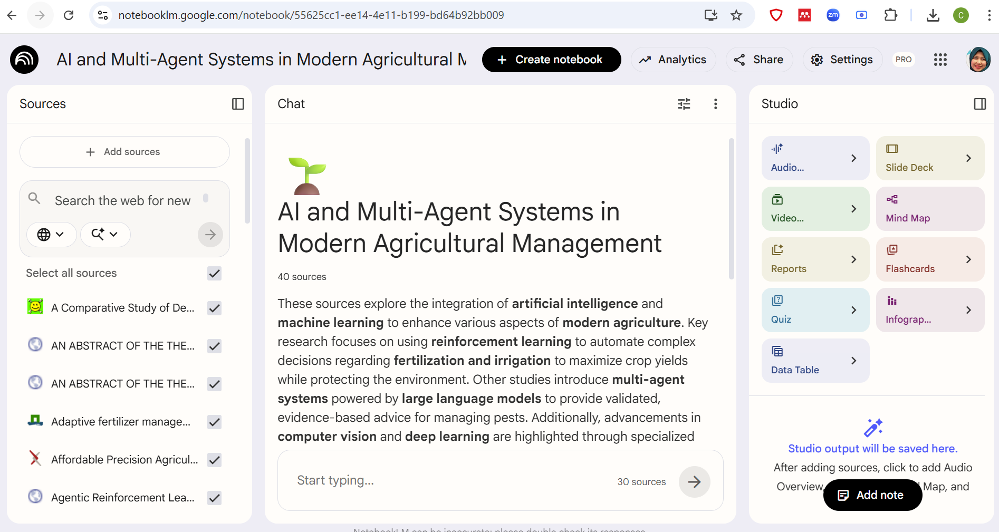 notebooklm.google.com/notebook/55625cc1-ee14-4e11-b199-bd64b92bb009
zm
C
AI and Multi-Agent Systems in Modern Agricultural M
Create notebook
Analytics
Share
Settings
PRO
Sources
Add sources
Search the web for new
Select all sources
A Comparative Study of De...
AN ABSTRACT OF THE THE...
AN ABSTRACT OF THE THE...
Adaptive fertilizer manage...
Affordable Precision Agricul...
Agentic Reinforcement Lea...
Chat
AI and Multi-Agent Systems in
Modern Agricultural Management
40 sources
These sources explore the integration of artificial intelligence and
machine learning to enhance various aspects of modern agriculture. Key
research focuses on using reinforcement learning to automate complex
decisions regarding fertilization and irrigation to maximize crop yields
while protecting the environment. Other studies introduce multi-agent
systems powered by large language models to provide validated,
evidence-based advice for managing pests. Additionally, advancements in
computer vision and deep learning are highlighted through specialized
Start typing...
30 sources
NotebookLM can be inaccurate; please double check its responses.
Studio
Audio...
Slide Deck
Video...
Mind Map
Reports
Flashcards
Quiz
Infograp...
Data Table
Studio output will be saved here.
After adding sources, click to add Audio
Overview, Map, and
Add note